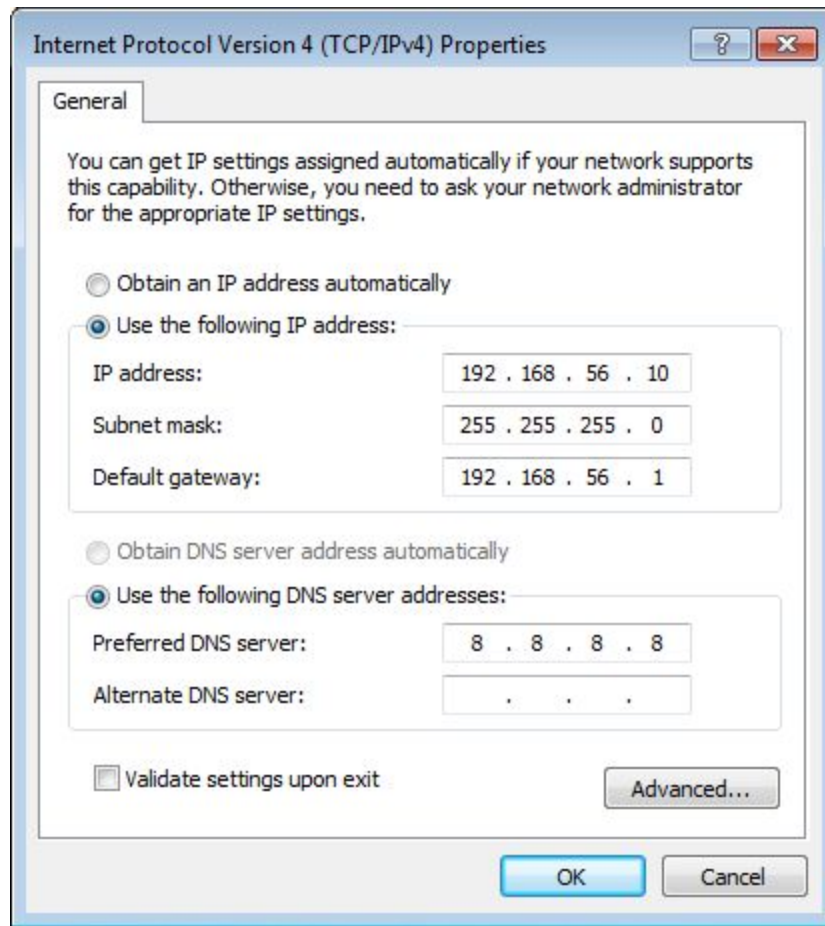 Internet Protocol Version 4 (TCP/IPv4) Properties
General
You can get IP settings assigned automatically if your network supports
this capability. Otherwise, you need to ask your network administrator
for the appropriate IP settings.
Obtain an IP address automatically
Use the following IP address:
IP address: 192 . 168 . 56 . 10
Subnet mask: 255 . 255 . 255 . 0
Default gateway: 192 . 168 . 56 . 1
Obtain DNS server address automatically
Use the following DNS server addresses:
Preferred DNS server: 8 . 8 . 8 . 8
Alternate DNS server: . . .
Validate settings upon exit
Advanced...
OK Cancel